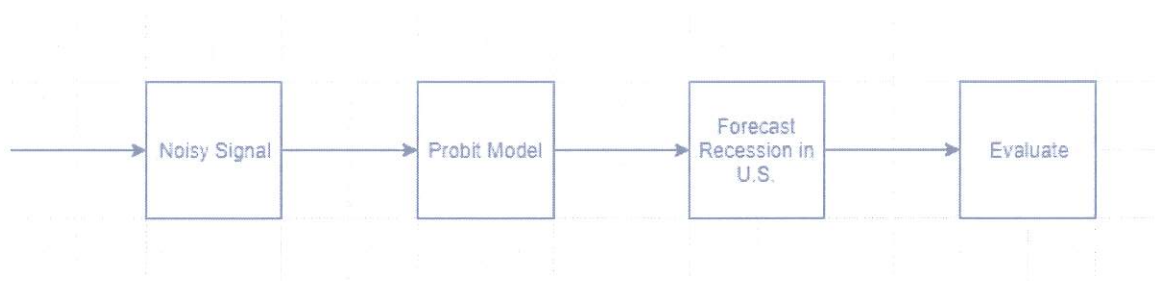 Noisy Signal
Probit Model
Forecast
Recession in
U.S.
Evaluate